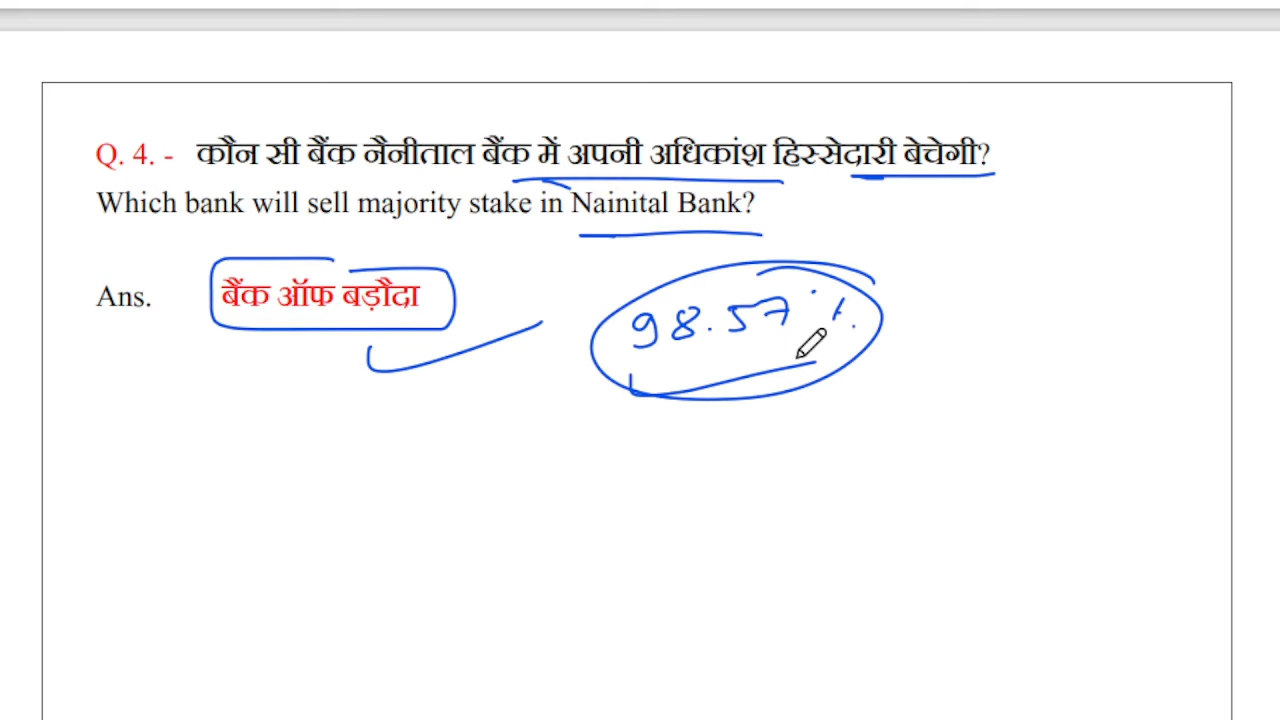 Q. 4. - कौन सी बैंक नैनीताल बैंक में अपनी अधिकांश हिस्सेदारी बेचेगी?
Which bank will sell majority stake in Nainital Bank?
Ans. बैंक ऑफ बड़ौदा 98.57 %.